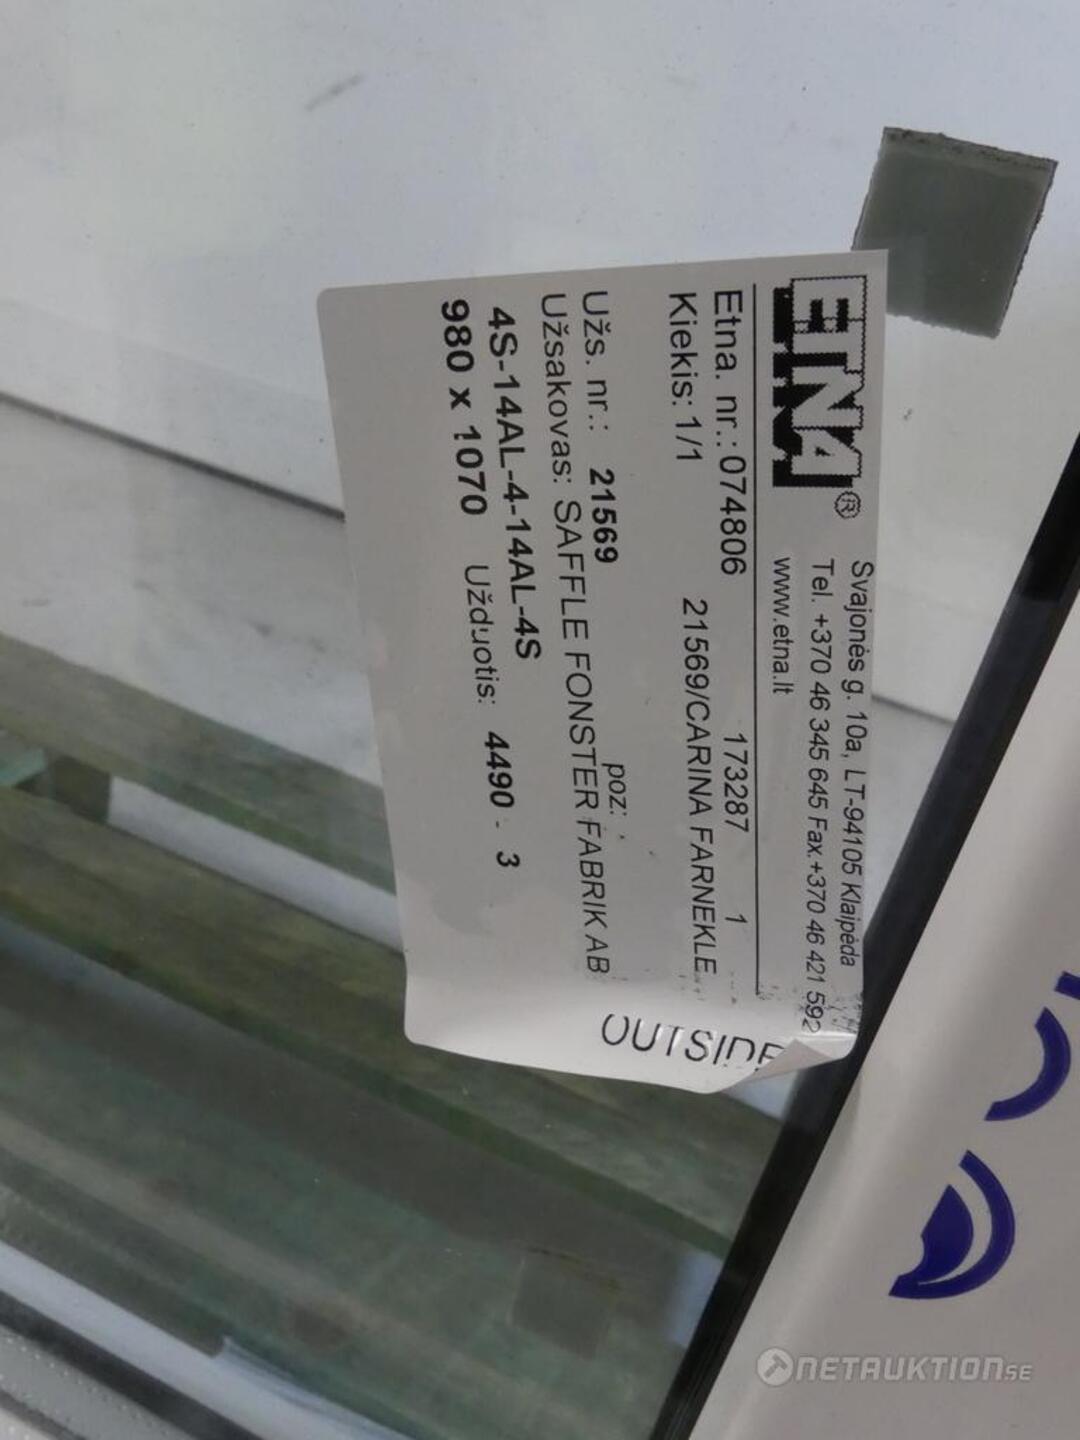 ETNA®
Svajonės g. 10a, LT-94105 Klaipėda
Tel. +370 46 345 645 Fax.+370 46 421 592
www.etna.lt
Etna. nr.: 074806 173287 1
Kiekis: 1/1 21569/CARINA FARNEKLE
Užs. nr.: 21569 poz:
Užsakovas: SAFFLE FONSTER FABRIK AB
4S-14AL-4-14AL-4S
980 x 1070 Užduotis: 4490 - 3
OUTSIDE
NETAUKTION.SE